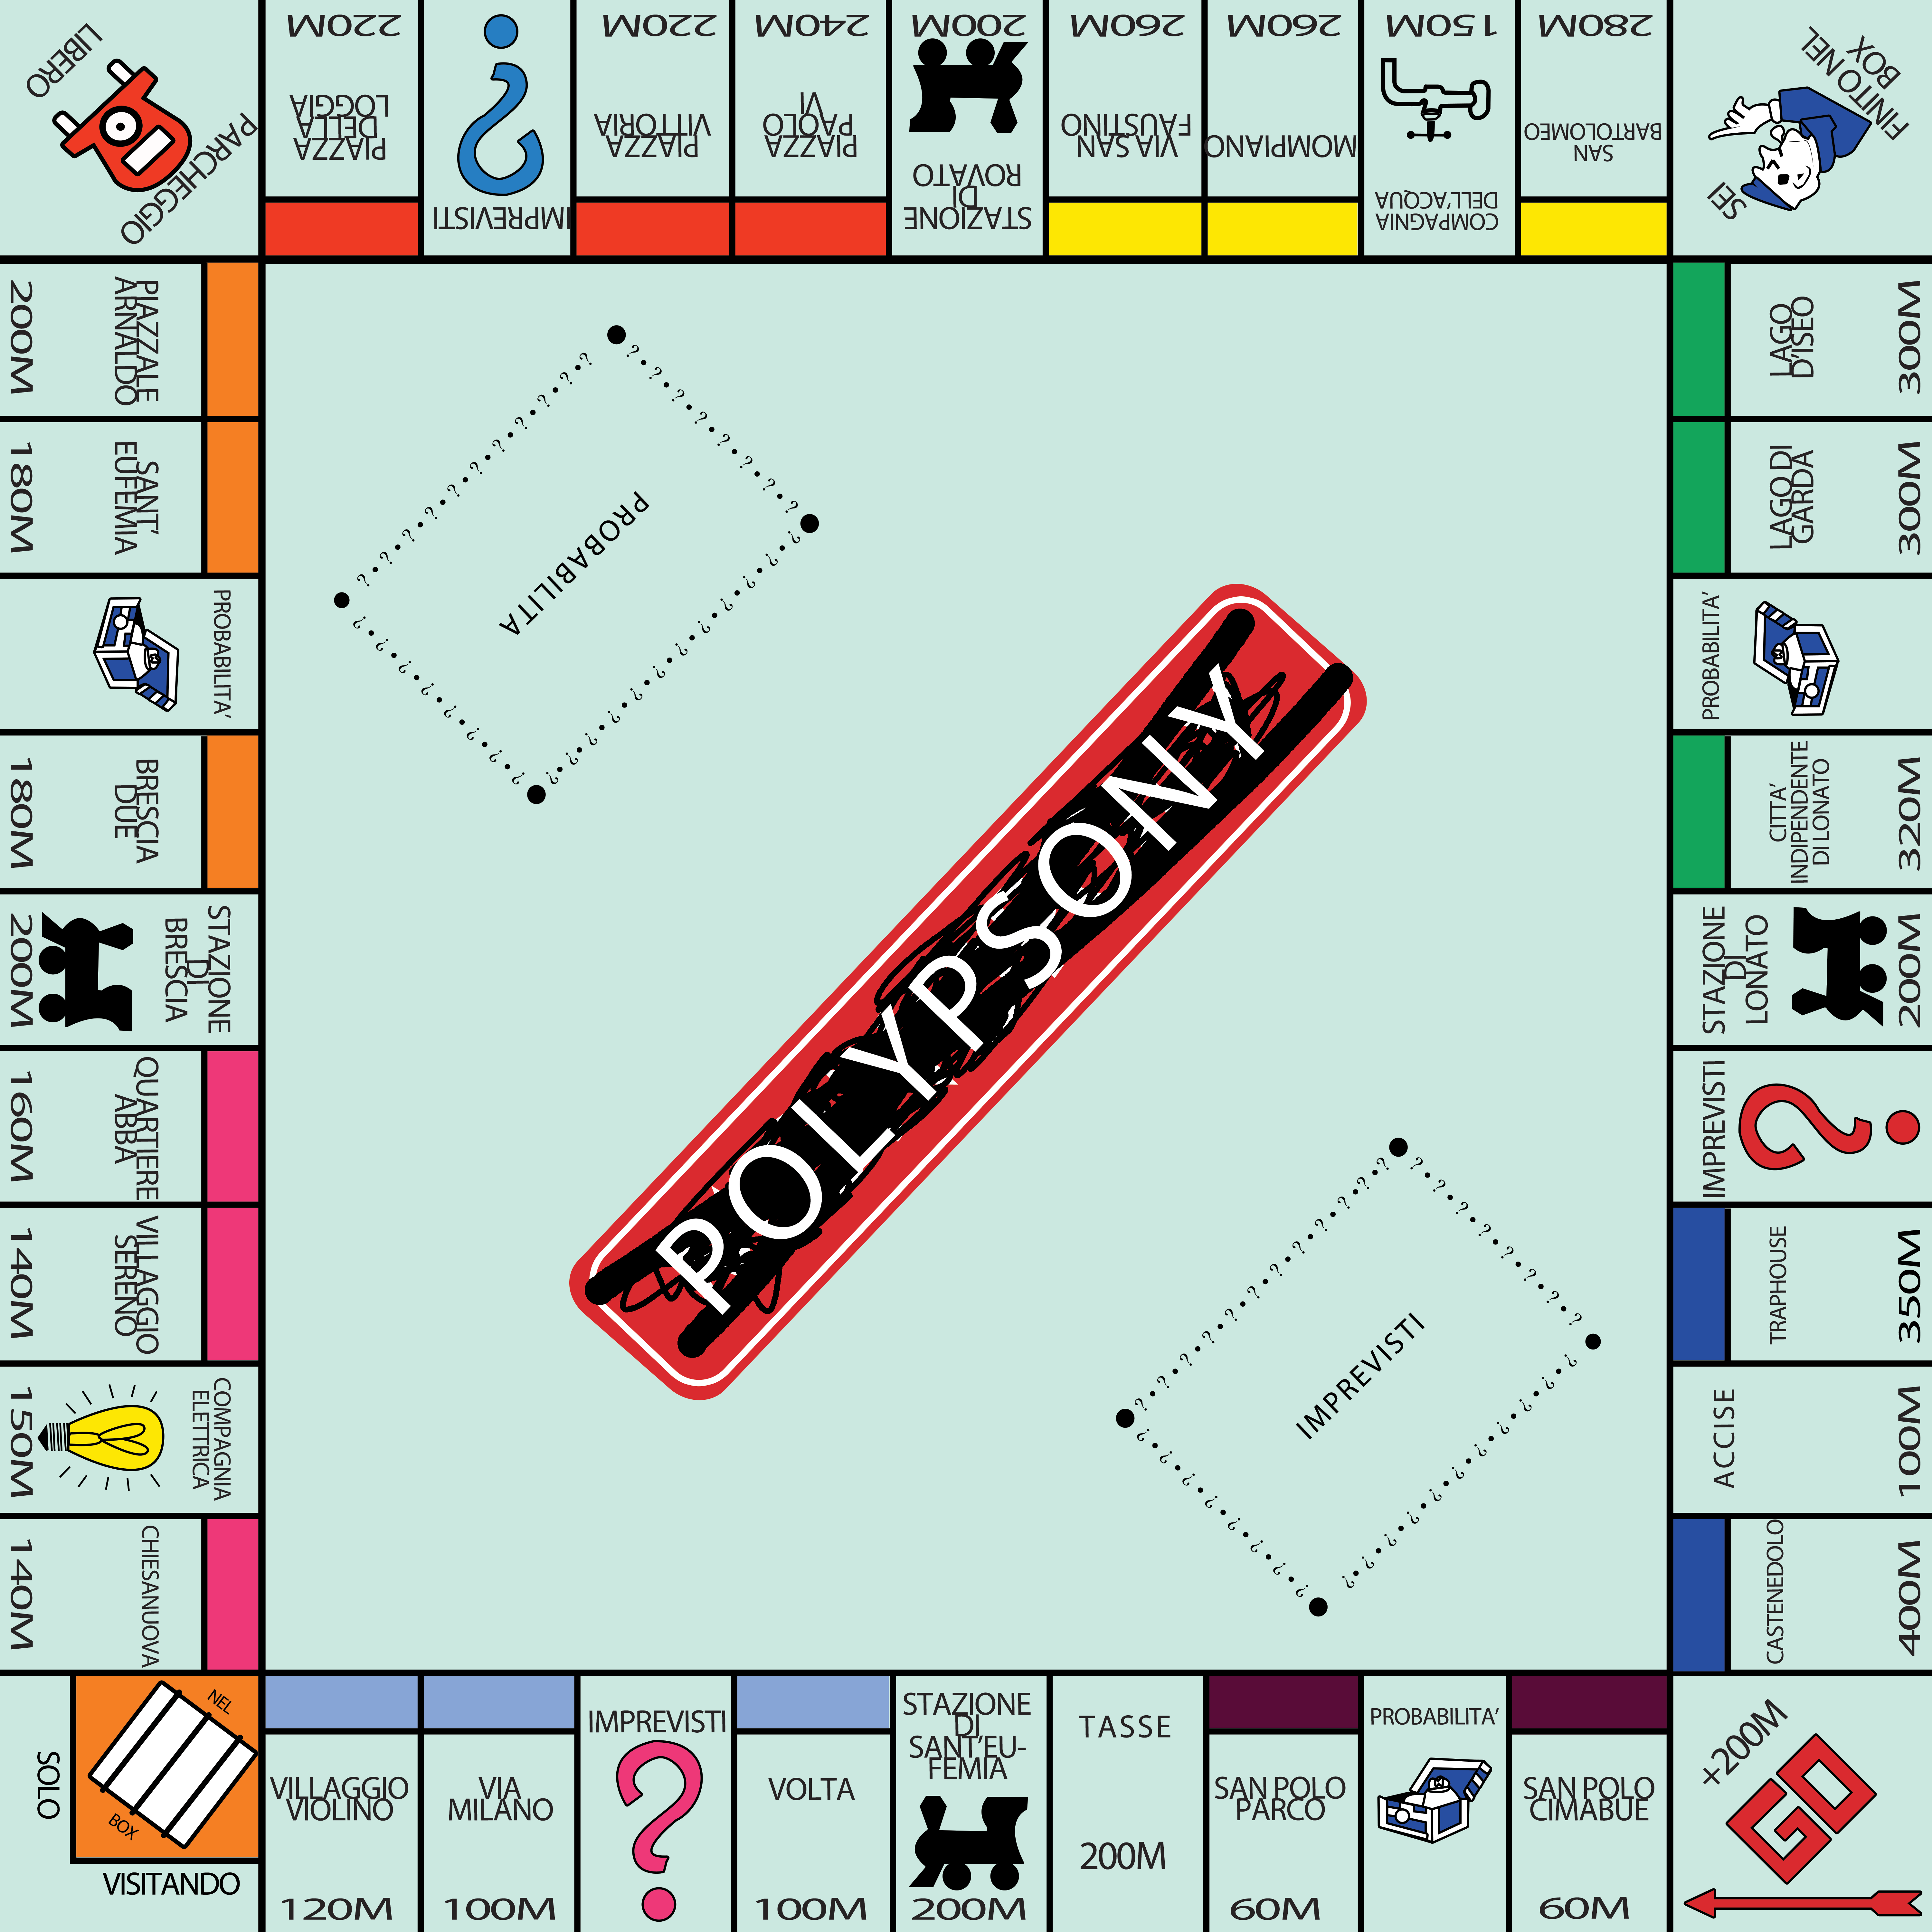 LIBERO
PARCHEGGIO
220M
PIAZZA
DELLA
LOGGIA
?
IMPREVISTI
220M
PIAZZA
VITTORIA
240M
PIAZZA
PAOLO
VI
200M
STAZIONE
DI
ROVATO
260M
VIA SAN
FAUSTINO
260M
MOMPIANO
150M
COMPAGNIA
DELL'ACQUA
280M
SAN
BARTOLOMEO
SEI
FINITO NEL
BOX
PIAZZALE
ARNALDO
200M
SANT'
EUFEMIA
180M
PROBABILITA'
BRESCIA
DUE
180M
STAZIONE
DI
BRESCIA
200M
QUARTIERE
ABBA
160M
VILLAGGIO
SERENO
140M
COMPAGNIA
ELETTRICA
150M
CHIESANUOVA
140M
PROBABILITA
POLYPSONY
IMPREVISTI
LAGO
D'ISEO
300M
LAGO DI
GARDA
300M
PROBABILITA'
CITTA'
INDIPENDENTE
DI LONATO
320M
STAZIONE
DI
LONATO
200M
IMPREVISTI
?
TRAPHOUSE
350M
ACCISE
100M
CASTENEDOLO
400M
SOLO
NEL
BOX
VISITANDO
VILLAGGIO
VIOLINO
120M
VIA
MILANO
100M
IMPREVISTI
?
VOLTA
100M
STAZIONE
DI
SANT'EU-
FEMIA
200M
TASSE
200M
SAN POLO
PARCO
60M
PROBABILITA'
SAN POLO
CIMABUE
60M
+200M
GO